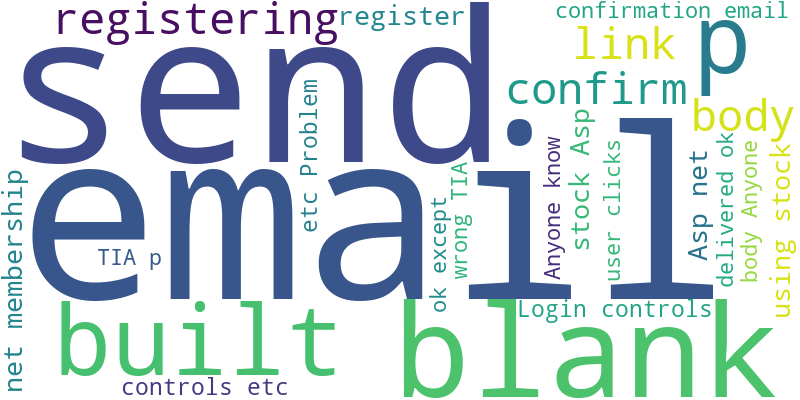 registering
register
confirmation email
send
link
p
confirm
body
email
etc Problem
stock Asp
Anyone know
user clicks
Asp net
delivered ok
body Anyone
using stock
net membership
TIA p
ok except
wrong TIA
built
blank
Login controls
controls etc